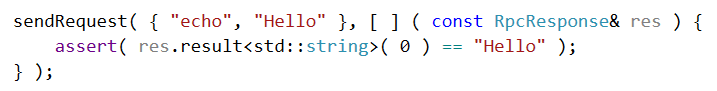 sendRequest( { "echo", "Hello" }, [ ] ( const RpcResponse& res ) {
    assert( res.result<std::string>( 0 ) == "Hello" );
} );